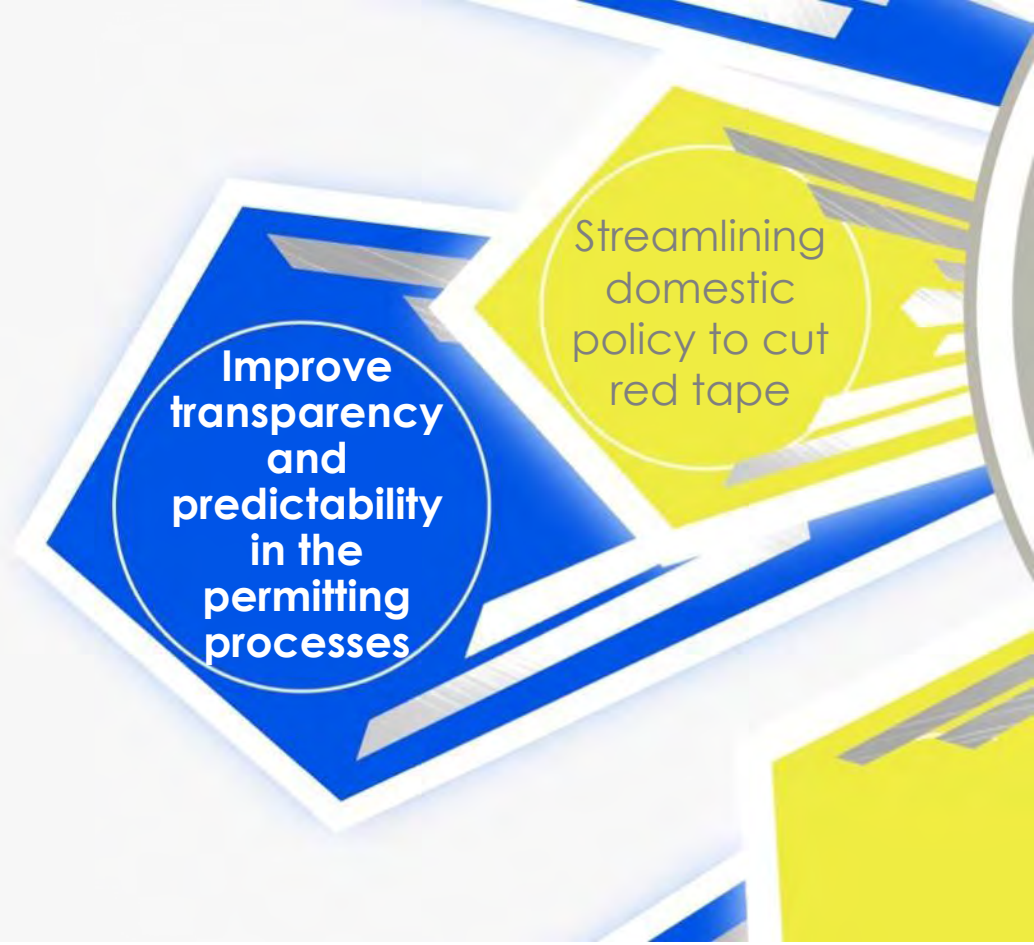 Improve
transparency
and
predictability
in the
permitting
processes
Streamlining
domestic
policy to cut
red tape